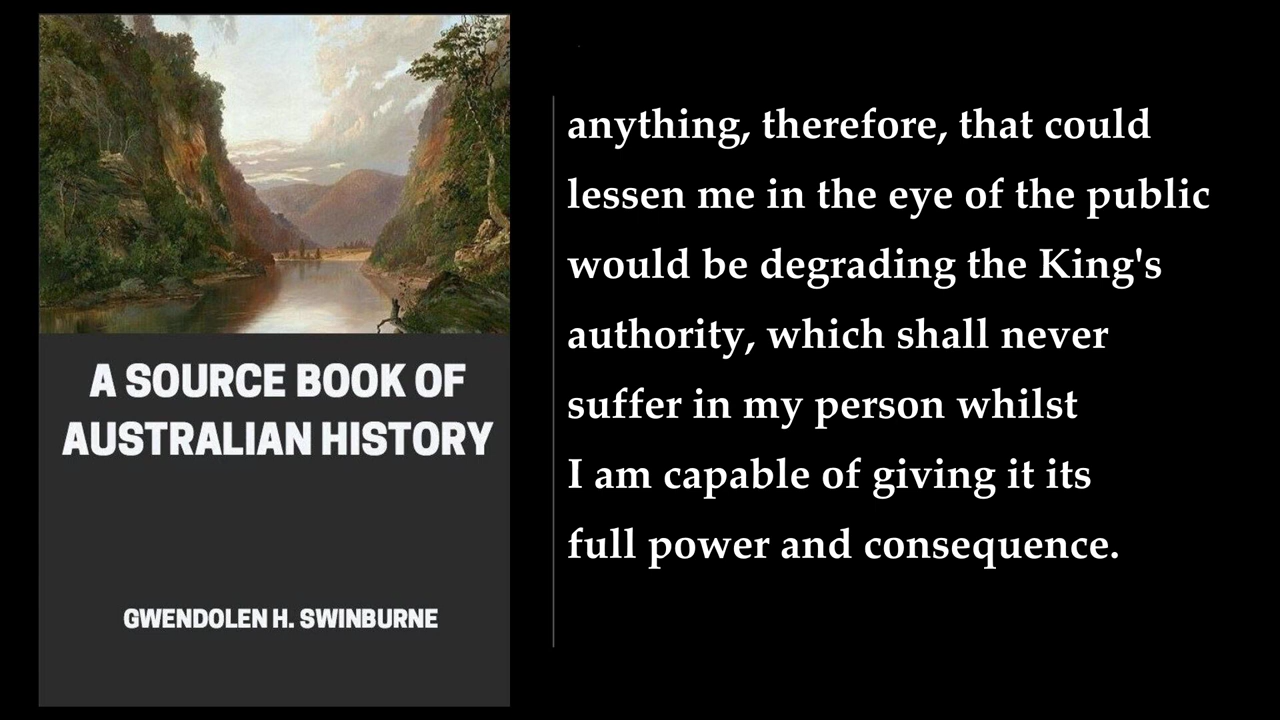 A SOURCE BOOK OF
AUSTRALIAN HISTORY
GWENDOLEN H. SWINBURNE
anything, therefore, that could
lessen me in the eye of the public
would be degrading the King's
authority, which shall never
suffer in my person whilst
I am capable of giving it its
full power and consequence.